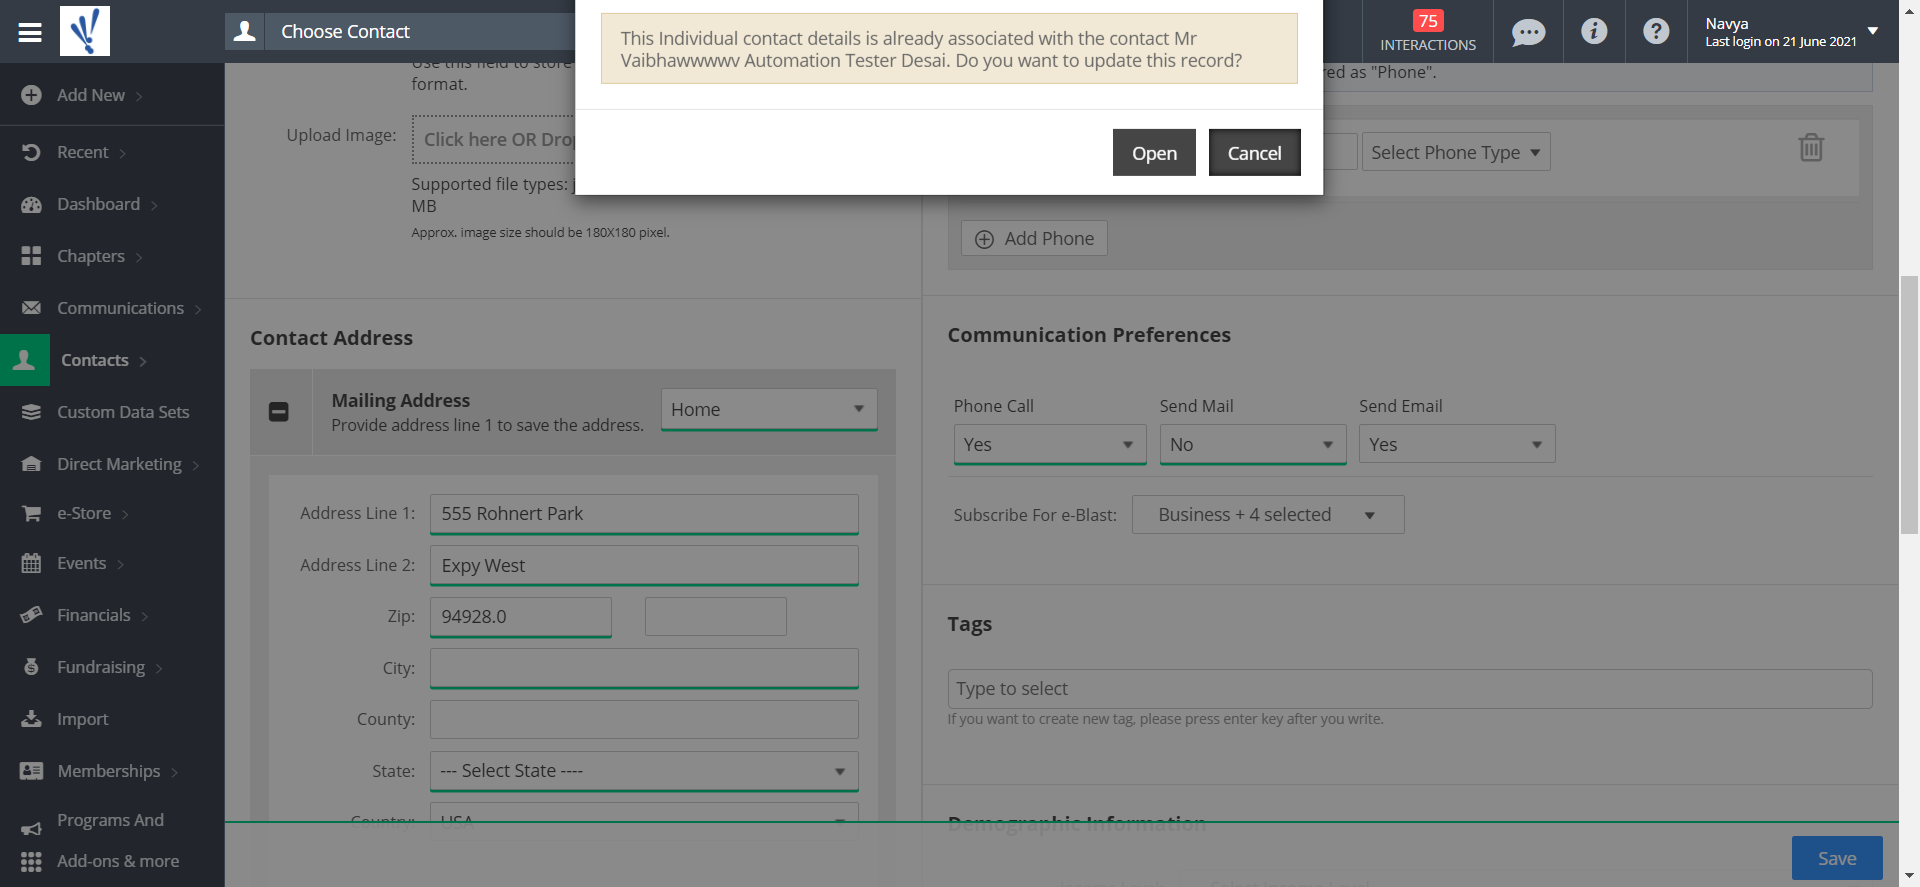 Choose Contact
75
INTERACTIONS
Navya
Last login on 21 June 2021
This Individual contact details is already associated with the contact Mr
Vaibhawwwwv Automation Tester Desai. Do you want to update this record?
Open
Cancel
Add New
Recent
Dashboard
Chapters
Communications
Contacts
Custom Data Sets
Direct Marketing
e-Store
Events
Financials
Fundraising
Import
Memberships
Programs And
Add-ons & more
Use this field to store
format.
Upload Image:
Click here OR Dro
Supported file types:
MB
Approx. image size should be 180X180 pixel.
Contact Address
Mailing Address
Provide address line 1 to save the address.
Home
Address Line 1:
555 Rohnert Park
Address Line 2:
Expy West
Zip:
94928.0
City:
County:
State:
--- Select State ----
Country:
USA
red as "Phone".
Select Phone Type
Add Phone
Communication Preferences
Phone Call
Send Mail
Send Email
Yes
No
Yes
Subscribe For e-Blast:
Business + 4 selected
Tags
Type to select
If you want to create new tag, please press enter key after you write.
Demographic Information
Save